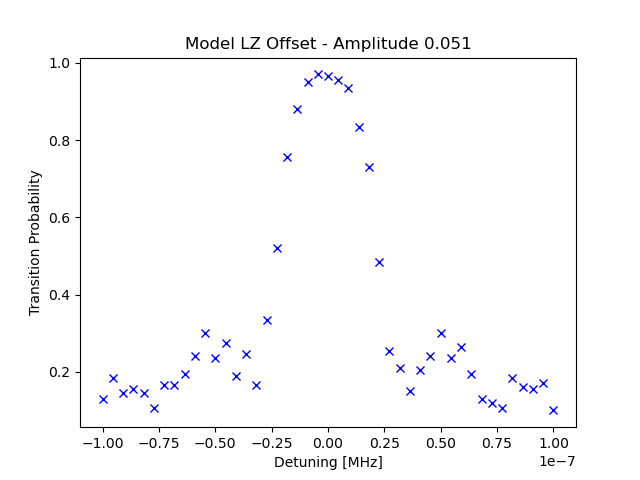 Model LZ Offset - Amplitude 0.051
1.0
0.8
0.6
0.4
0.2
Transition Probability
−1.00 −0.75 −0.50 −0.25 0.00 0.25 0.50 0.75 1.00
1e−7
Detuning [MHz]